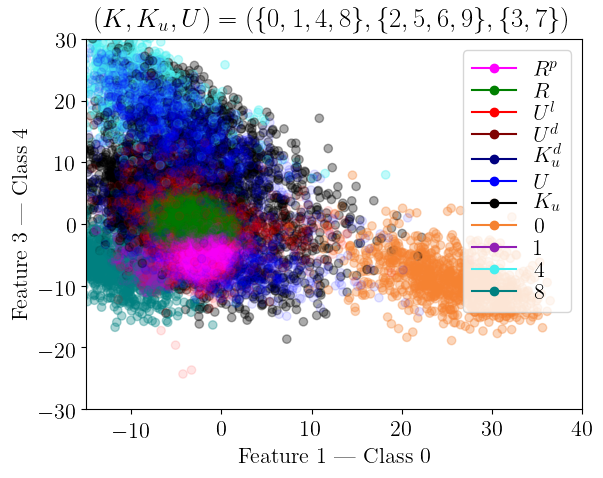 (K, K_u, U) = ({0, 1, 4, 8}, {2, 5, 6, 9}, {3, 7})
30
20
10
0
−10
−20
−30
Feature 3 — Class 4
R^p
R
U^l
U^d
K_u^d
U
K_u
0
1
4
8
−10
0
10
20
30
40
Feature 1 — Class 0